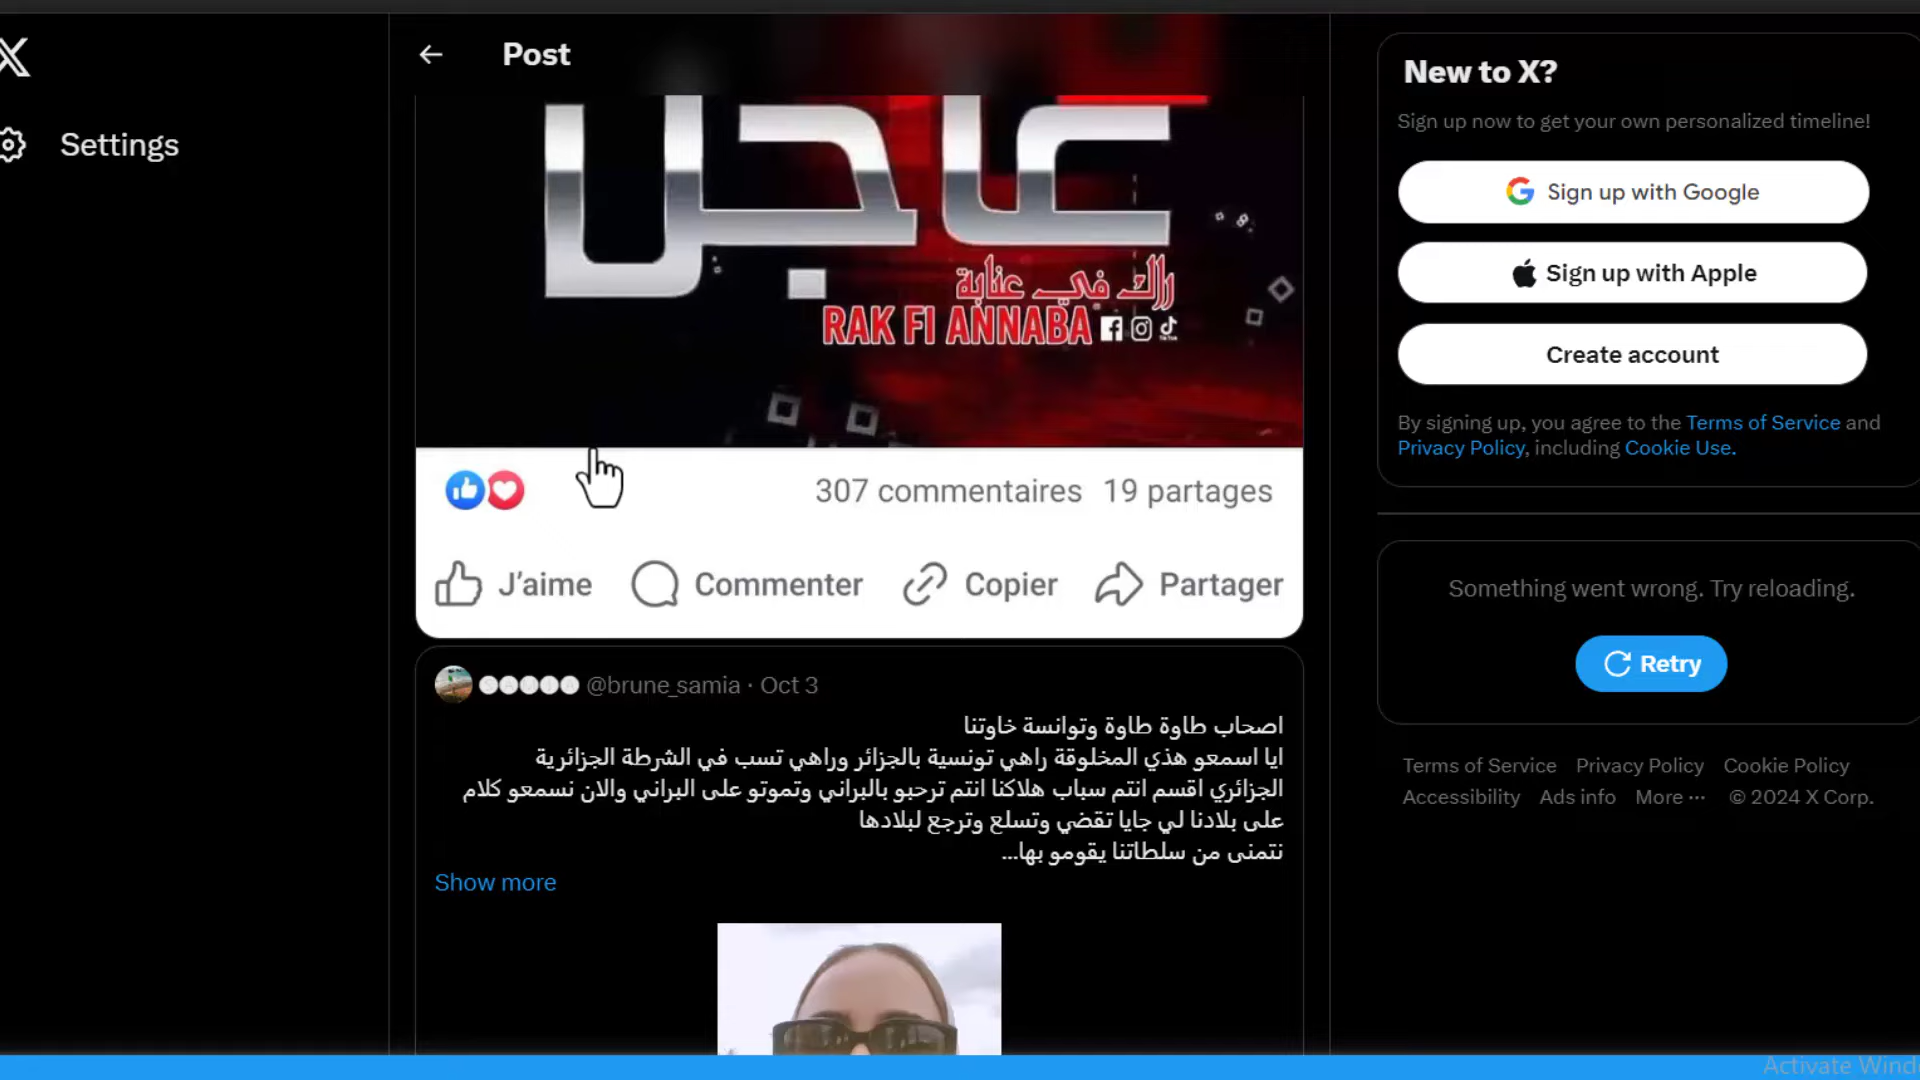 Post
Settings
عاجل
راك في عنابة
RAK FI ANNABA
307 commentaires 19 partages
J'aime Commenter Copier Partager
@brune_samia · Oct 3
اصحاب طاوة طاوة وتوانسة خاوتنا
ايا اسمعو هذي المخلوقة راهي تونسية بالجزائر وراهي تسب في الشرطة الجزائرية
الجزائري اقسم انتم سباب هلاكنا انتم ترحبو بالبراني وتموتو على البراني والان نسمعو كلام
على بلادنا لي جايا تقضي وتسلع وترجع لبلادها
نتمنى من سلطاتنا يقومو بها...
Show more
New to X?
Sign up now to get your own personalized timeline!
Sign up with Google
Sign up with Apple
Create account
By signing up, you agree to the Terms of Service and
Privacy Policy, including Cookie Use.
Something went wrong. Try reloading.
Retry
Terms of Service Privacy Policy Cookie Policy
Accessibility Ads info More ··· © 2024 X Corp.
Activate Wind